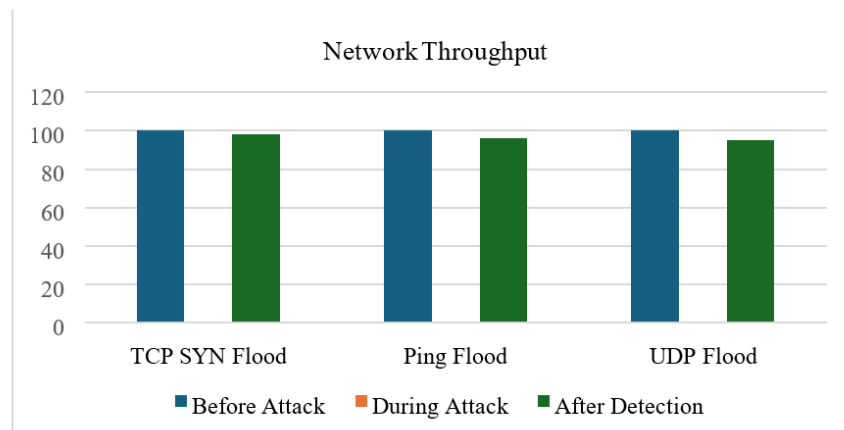 Network Throughput
120
100
80
60
40
20
0
TCP SYN Flood Ping Flood UDP Flood
Before Attack During Attack After Detection